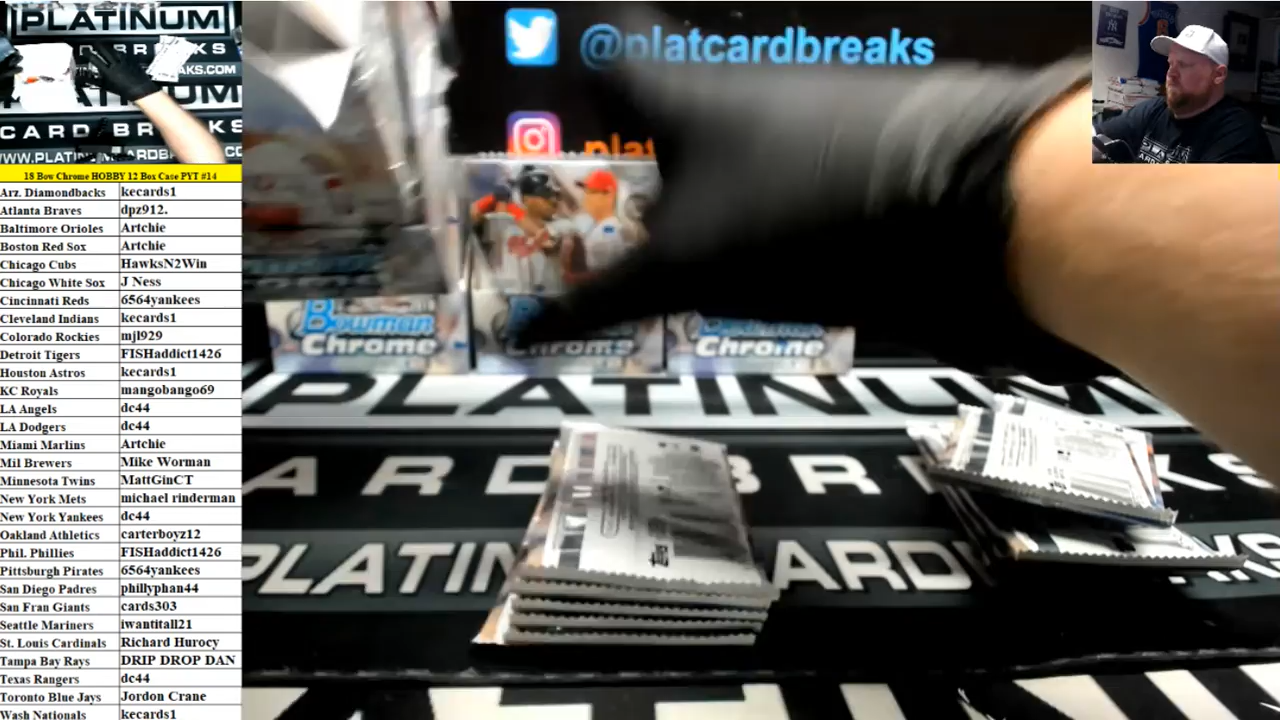 PLATINUM
CARD BREAKS
18 Bow Chrome HOBBY 12 Box Case PYT #14
Arz. Diamondbacks kecards1
Atlanta Braves dpz912.
Baltimore Orioles Artchie
Boston Red Sox Artchie
Chicago Cubs HawksN2Win
Chicago White Sox J Ness
Cincinnati Reds 6564yankees
Cleveland Indians kecards1
Colorado Rockies mjl929
Detroit Tigers FISHaddict1426
Houston Astros kecards1
KC Royals mangobango69
LA Angels dc44
LA Dodgers dc44
Miami Marlins Artchie
Mil Brewers Mike Worman
Minnesota Twins MattGinCT
New York Mets michael rinderman
New York Yankees dc44
Oakland Athletics carterboyz12
Phil. Phillies FISHaddict1426
Pittsburgh Pirates 6564yankees
San Diego Padres phillyphan44
San Fran Giants cards303
Seattle Mariners iwantitall21
St. Louis Cardinals Richard Hurocy
Tampa Bay Rays DRIP DROP DAN
Texas Rangers dc44
Toronto Blue Jays Jordon Crane
Wash Nationals kecards1
@platcardbreaks
Bowman Chrome
Bowman Chrome
Bowman Chrome
PLATINUM
CARD BR
PLATIN CARD
topps